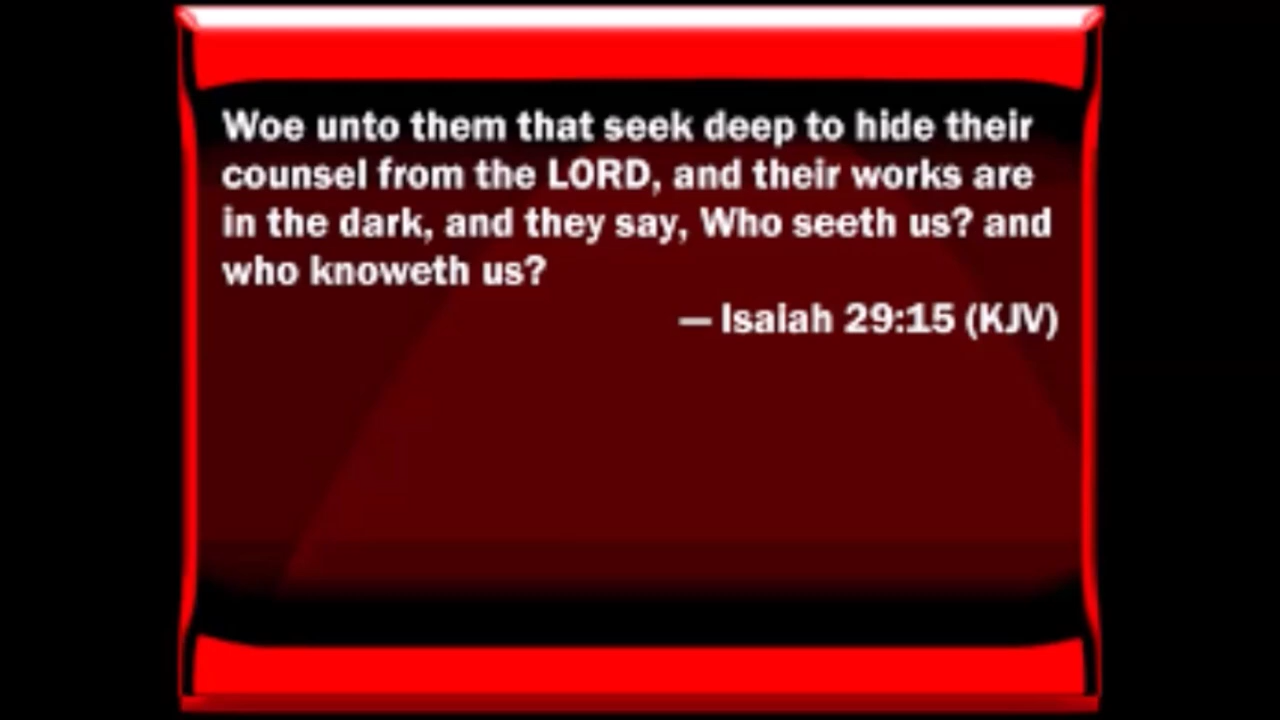 Woe unto them that seek deep to hide their
counsel from the LORD, and their works are
in the dark, and they say, Who seeth us? and
who knoweth us?
— Isaiah 29:15 (KJV)